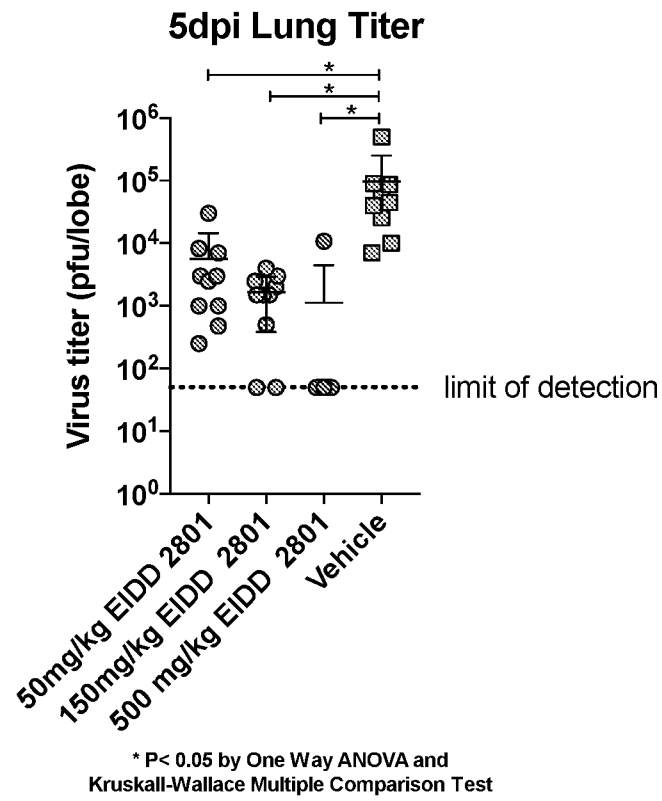 5dpi Lung Titer
*
*
*
Virus titer (pfu/lobe)
10⁶
10⁵
10⁴
10³
10²
10¹
10⁰
limit of detection
50mg/kg EIDD 2801
150mg/kg EIDD 2801
500 mg/kg EIDD 2801
Vehicle
* P< 0.05 by One Way ANOVA and
Kruskall-Wallace Multiple Comparison Test